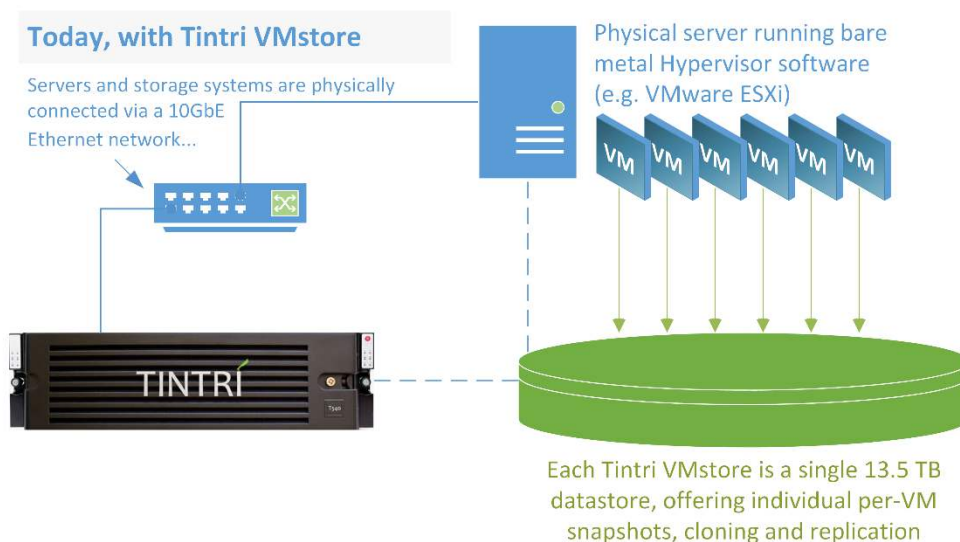 Today, with Tintri VMstore
Servers and storage systems are physically
connected via a 10GbE
Ethernet network...
Physical server running bare
metal Hypervisor software
(e.g. VMware ESXi)
VM VM VM VM VM VM
TINTRÍ
T540
Each Tintri VMstore is a single 13.5 TB
datastore, offering individual per-VM
snapshots, cloning and replication